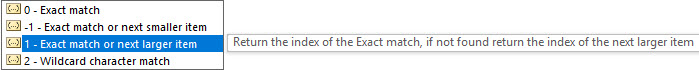 0 - Exact match
-1 - Exact match or next smaller item
1 - Exact match or next larger item
Return the index of the Exact match, if not found return the index of the next larger item
2 - Wildcard character match